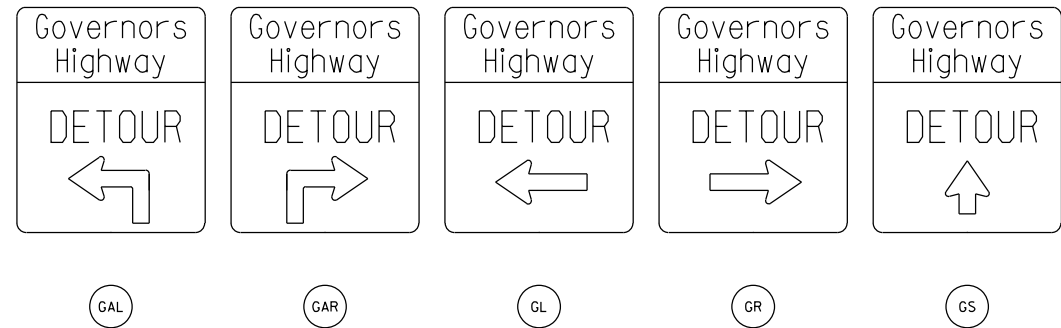 Governors
Highway
DETOUR
GAL
Governors
Highway
DETOUR
GAR
Governors
Highway
DETOUR
GL
Governors
Highway
DETOUR
GR
Governors
Highway
DETOUR
GS